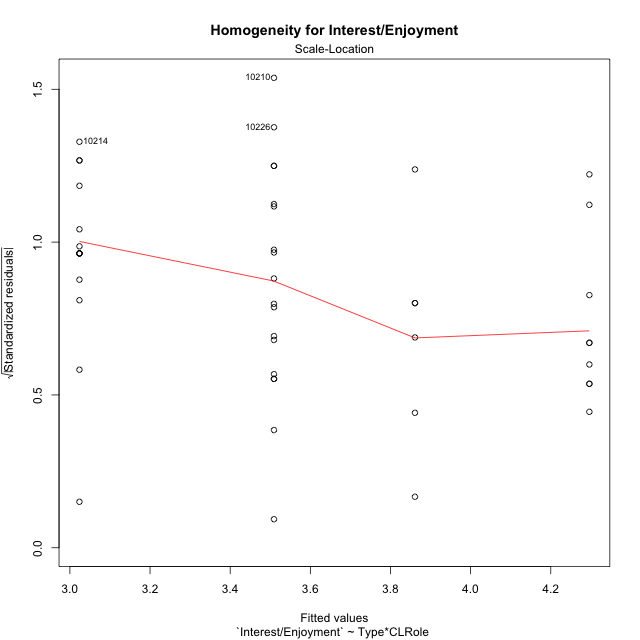 Homogeneity for Interest/Enjoyment
Scale-Location
10210
10226
10214
1.5
1.0
0.5
0.0
√|Standardized residuals|
3.0 3.2 3.4 3.6 3.8 4.0 4.2
Fitted values
`Interest/Enjoyment` ~ Type*CLRole